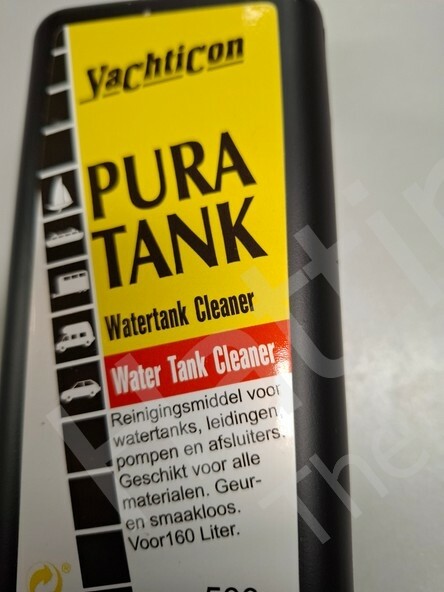 YaChtiCon
PURA
TANK
Watertank Cleaner
Water Tank Cleaner
Reinigingsmiddel voor
watertanks, leidingen,
pompen en afsluiters.
Geschikt voor alle
materialen. Geur-
en smaakloos.
Voor160 Liter.